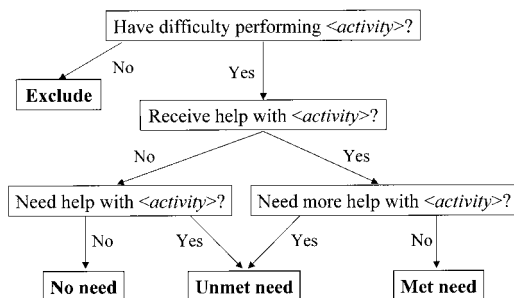 Have difficulty performing <activity>?
No
Yes
Exclude
Receive help with <activity>?
No
Yes
Need help with <activity>?
Need more help with <activity>?
No
Yes
Yes
No
No need
Unmet need
Met need